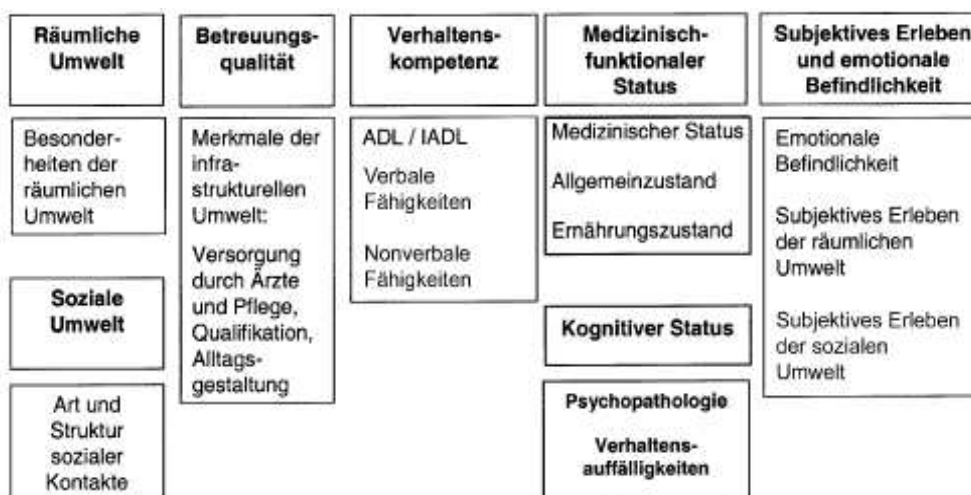 Räumliche
Umwelt
Besonder-
heiten der
räumlichen
Umwelt
Soziale
Umwelt
Art und
Struktur
sozialer
Kontakte
Betreuungs-
qualität
Merkmale der
infra-
strukturellen
Umwelt:
Versorgung
durch Ärzte
und Pflege,
Qualifikation,
Alltags-
gestaltung
Verhaltens-
kompetenz
ADL / IADL
Verbale
Fähigkeiten
Nonverbale
Fähigkeiten
Medizinisch-
funktionaler
Status
Medizinischer Status
Allgemeinzustand
Ernährungszustand
Kognitiver Status
Psychopathologie
Verhaltens-
auffälligkeiten
Subjektives Erleben
und emotionale
Befindlichkeit
Emotionale
Befindlichkeit
Subjektives Erleben
der räumlichen
Umwelt
Subjektives Erleben
der sozialen
Umwelt